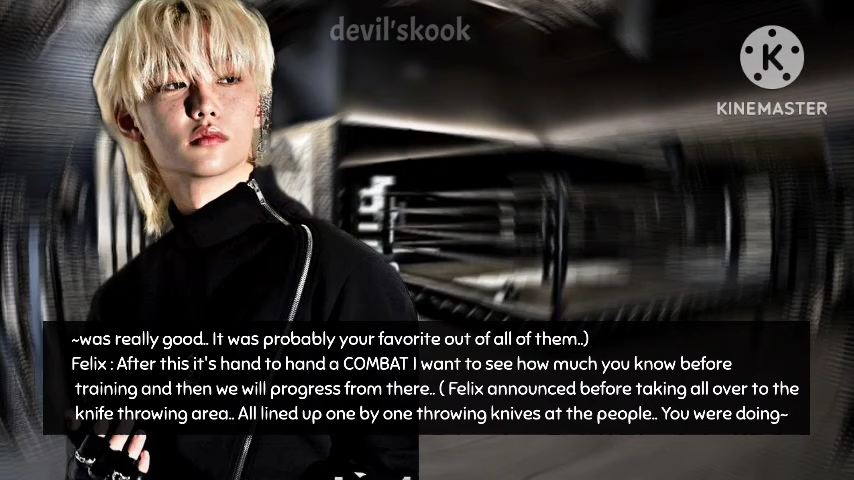 devil'skook
KINEMASTER
~was really good.. It was probably your favorite out of all of them..)
Felix : After this it's hand to hand a COMBAT I want to see how much you know before
training and then we will progress from there.. ( Felix announced before taking all over to the
knife throwing area.. All lined up one by one throwing knives at the people.. You were doing~